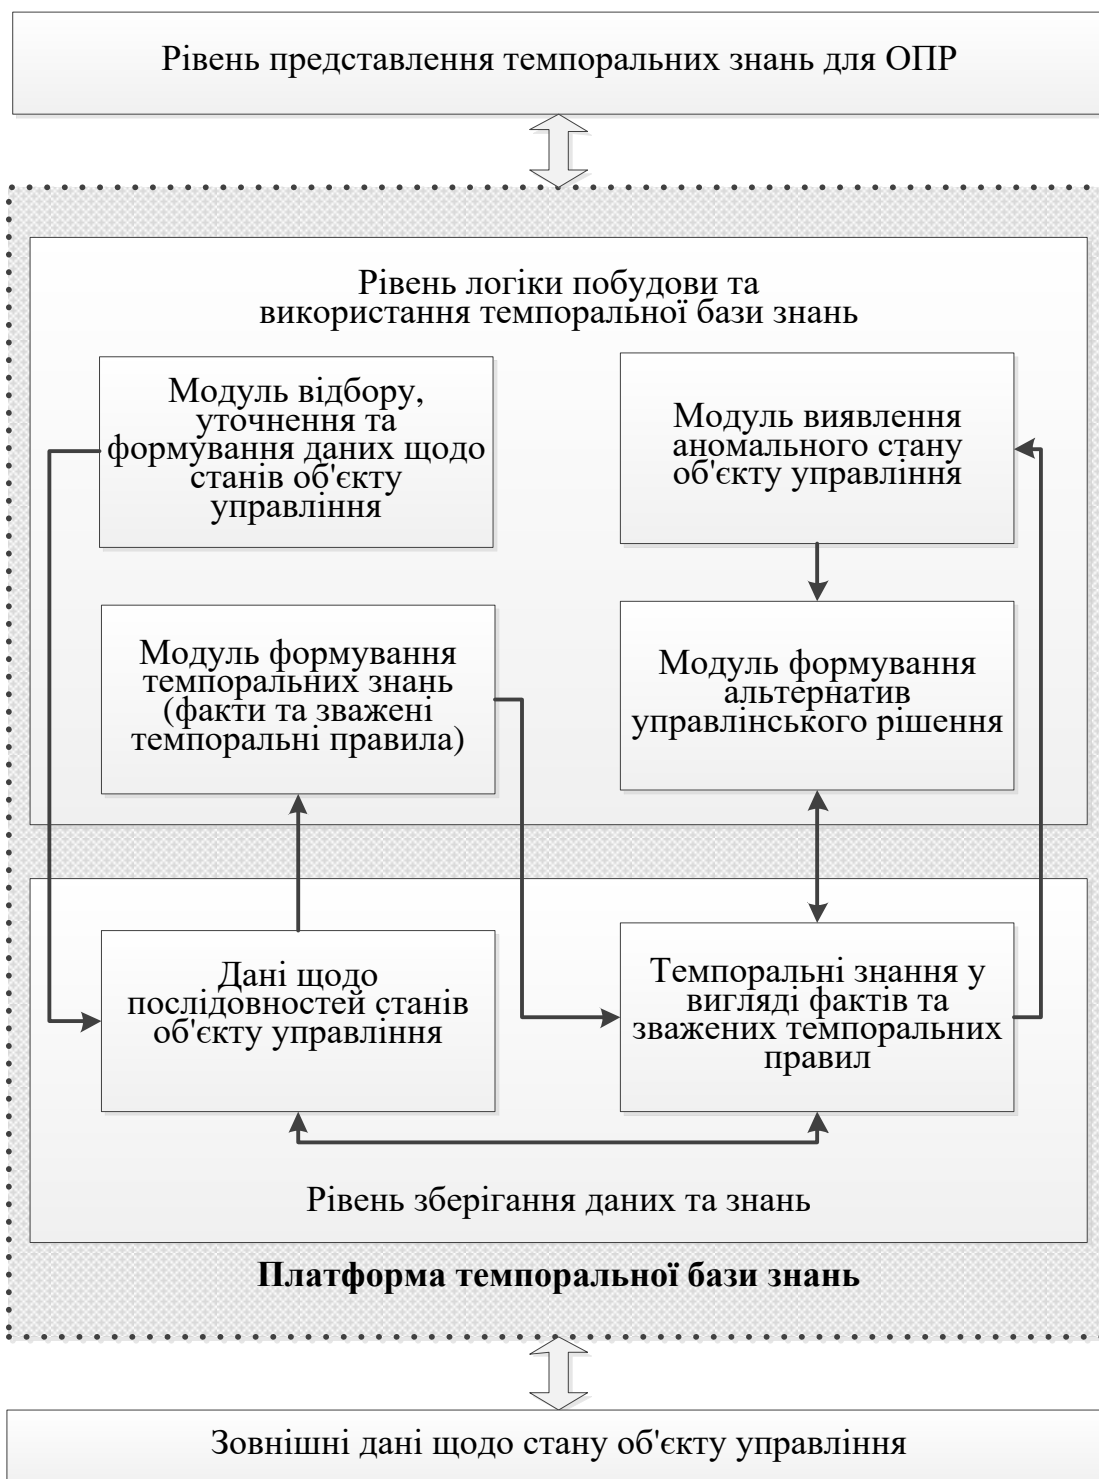 Рівень представлення темпоральних знань для ОПР
Рівень логіки побудови та
використання темпоральної бази знань
Модуль відбору,
уточнення та
формування даних щодо
станів об'єкту
управління
Модуль виявлення
аномального стану
об'єкту управління
Модуль формування
темпоральних знань
(факти та зважені
темпоральні правила)
Модуль формування
альтернатив
управлінського рішення
Дані щодо
послідовностей станів
об'єкту управління
Темпоральні знання у
вигляді фактів та
зважених темпоральних
правил
Рівень зберігання даних та знань
Платформа темпоральної бази знань
Зовнішні дані щодо стану об'єкту управління